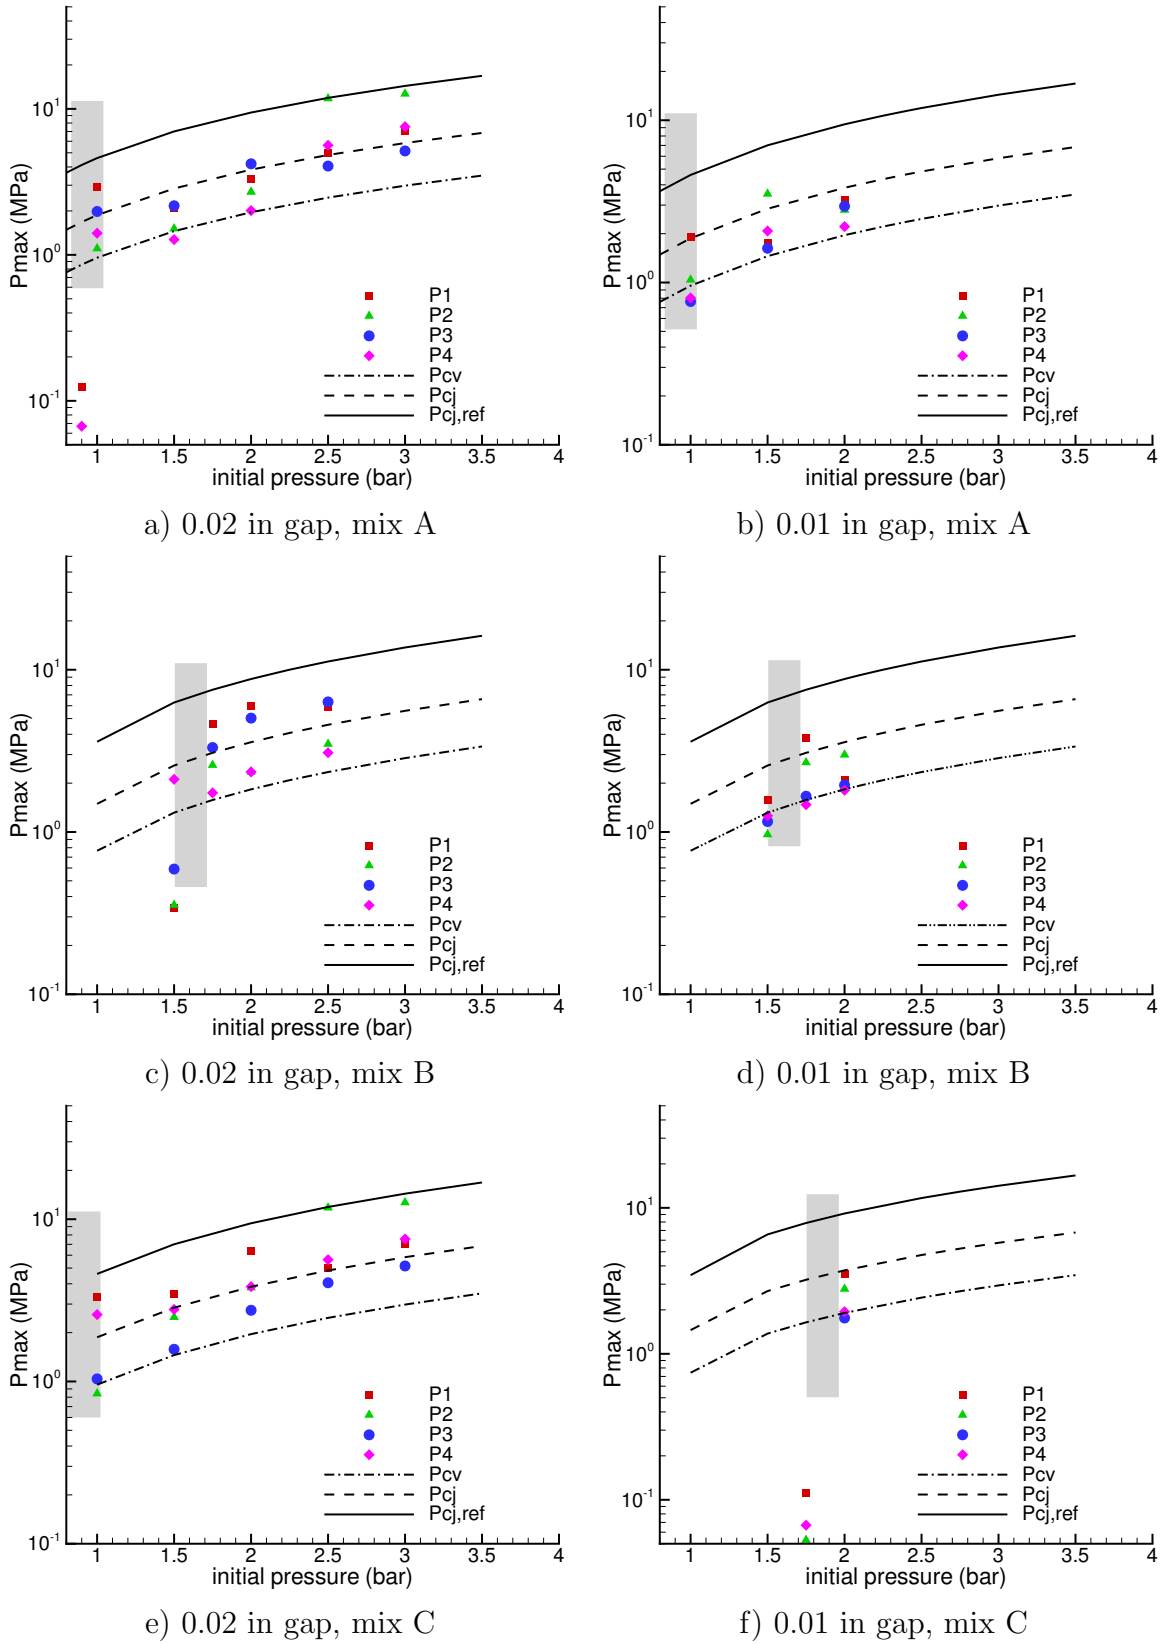 Pmax (MPa)
10¹
10⁰
10⁻¹
P1
P2
P3
P4
Pcv
Pcj
Pcj,ref
1 1.5 2 2.5 3 3.5 4
initial pressure (bar)
a) 0.02 in gap, mix A
Pmax (MPa)
10¹
10⁰
10⁻¹
P1
P2
P3
P4
Pcv
Pcj
Pcj,ref
1 1.5 2 2.5 3 3.5 4
initial pressure (bar)
b) 0.01 in gap, mix A
Pmax (MPa)
10¹
10⁰
10⁻¹
P1
P2
P3
P4
Pcv
Pcj
Pcj,ref
1 1.5 2 2.5 3 3.5 4
initial pressure (bar)
c) 0.02 in gap, mix B
Pmax (MPa)
10¹
10⁰
10⁻¹
P1
P2
P3
P4
Pcv
Pcj
Pcj,ref
1 1.5 2 2.5 3 3.5 4
initial pressure (bar)
d) 0.01 in gap, mix B
Pmax (MPa)
10¹
10⁰
10⁻¹
P1
P2
P3
P4
Pcv
Pcj
Pcj,ref
1 1.5 2 2.5 3 3.5 4
initial pressure (bar)
e) 0.02 in gap, mix C
Pmax (MPa)
10¹
10⁰
10⁻¹
P1
P2
P3
P4
Pcv
Pcj
Pcj,ref
1 1.5 2 2.5 3 3.5 4
initial pressure (bar)
f) 0.01 in gap, mix C